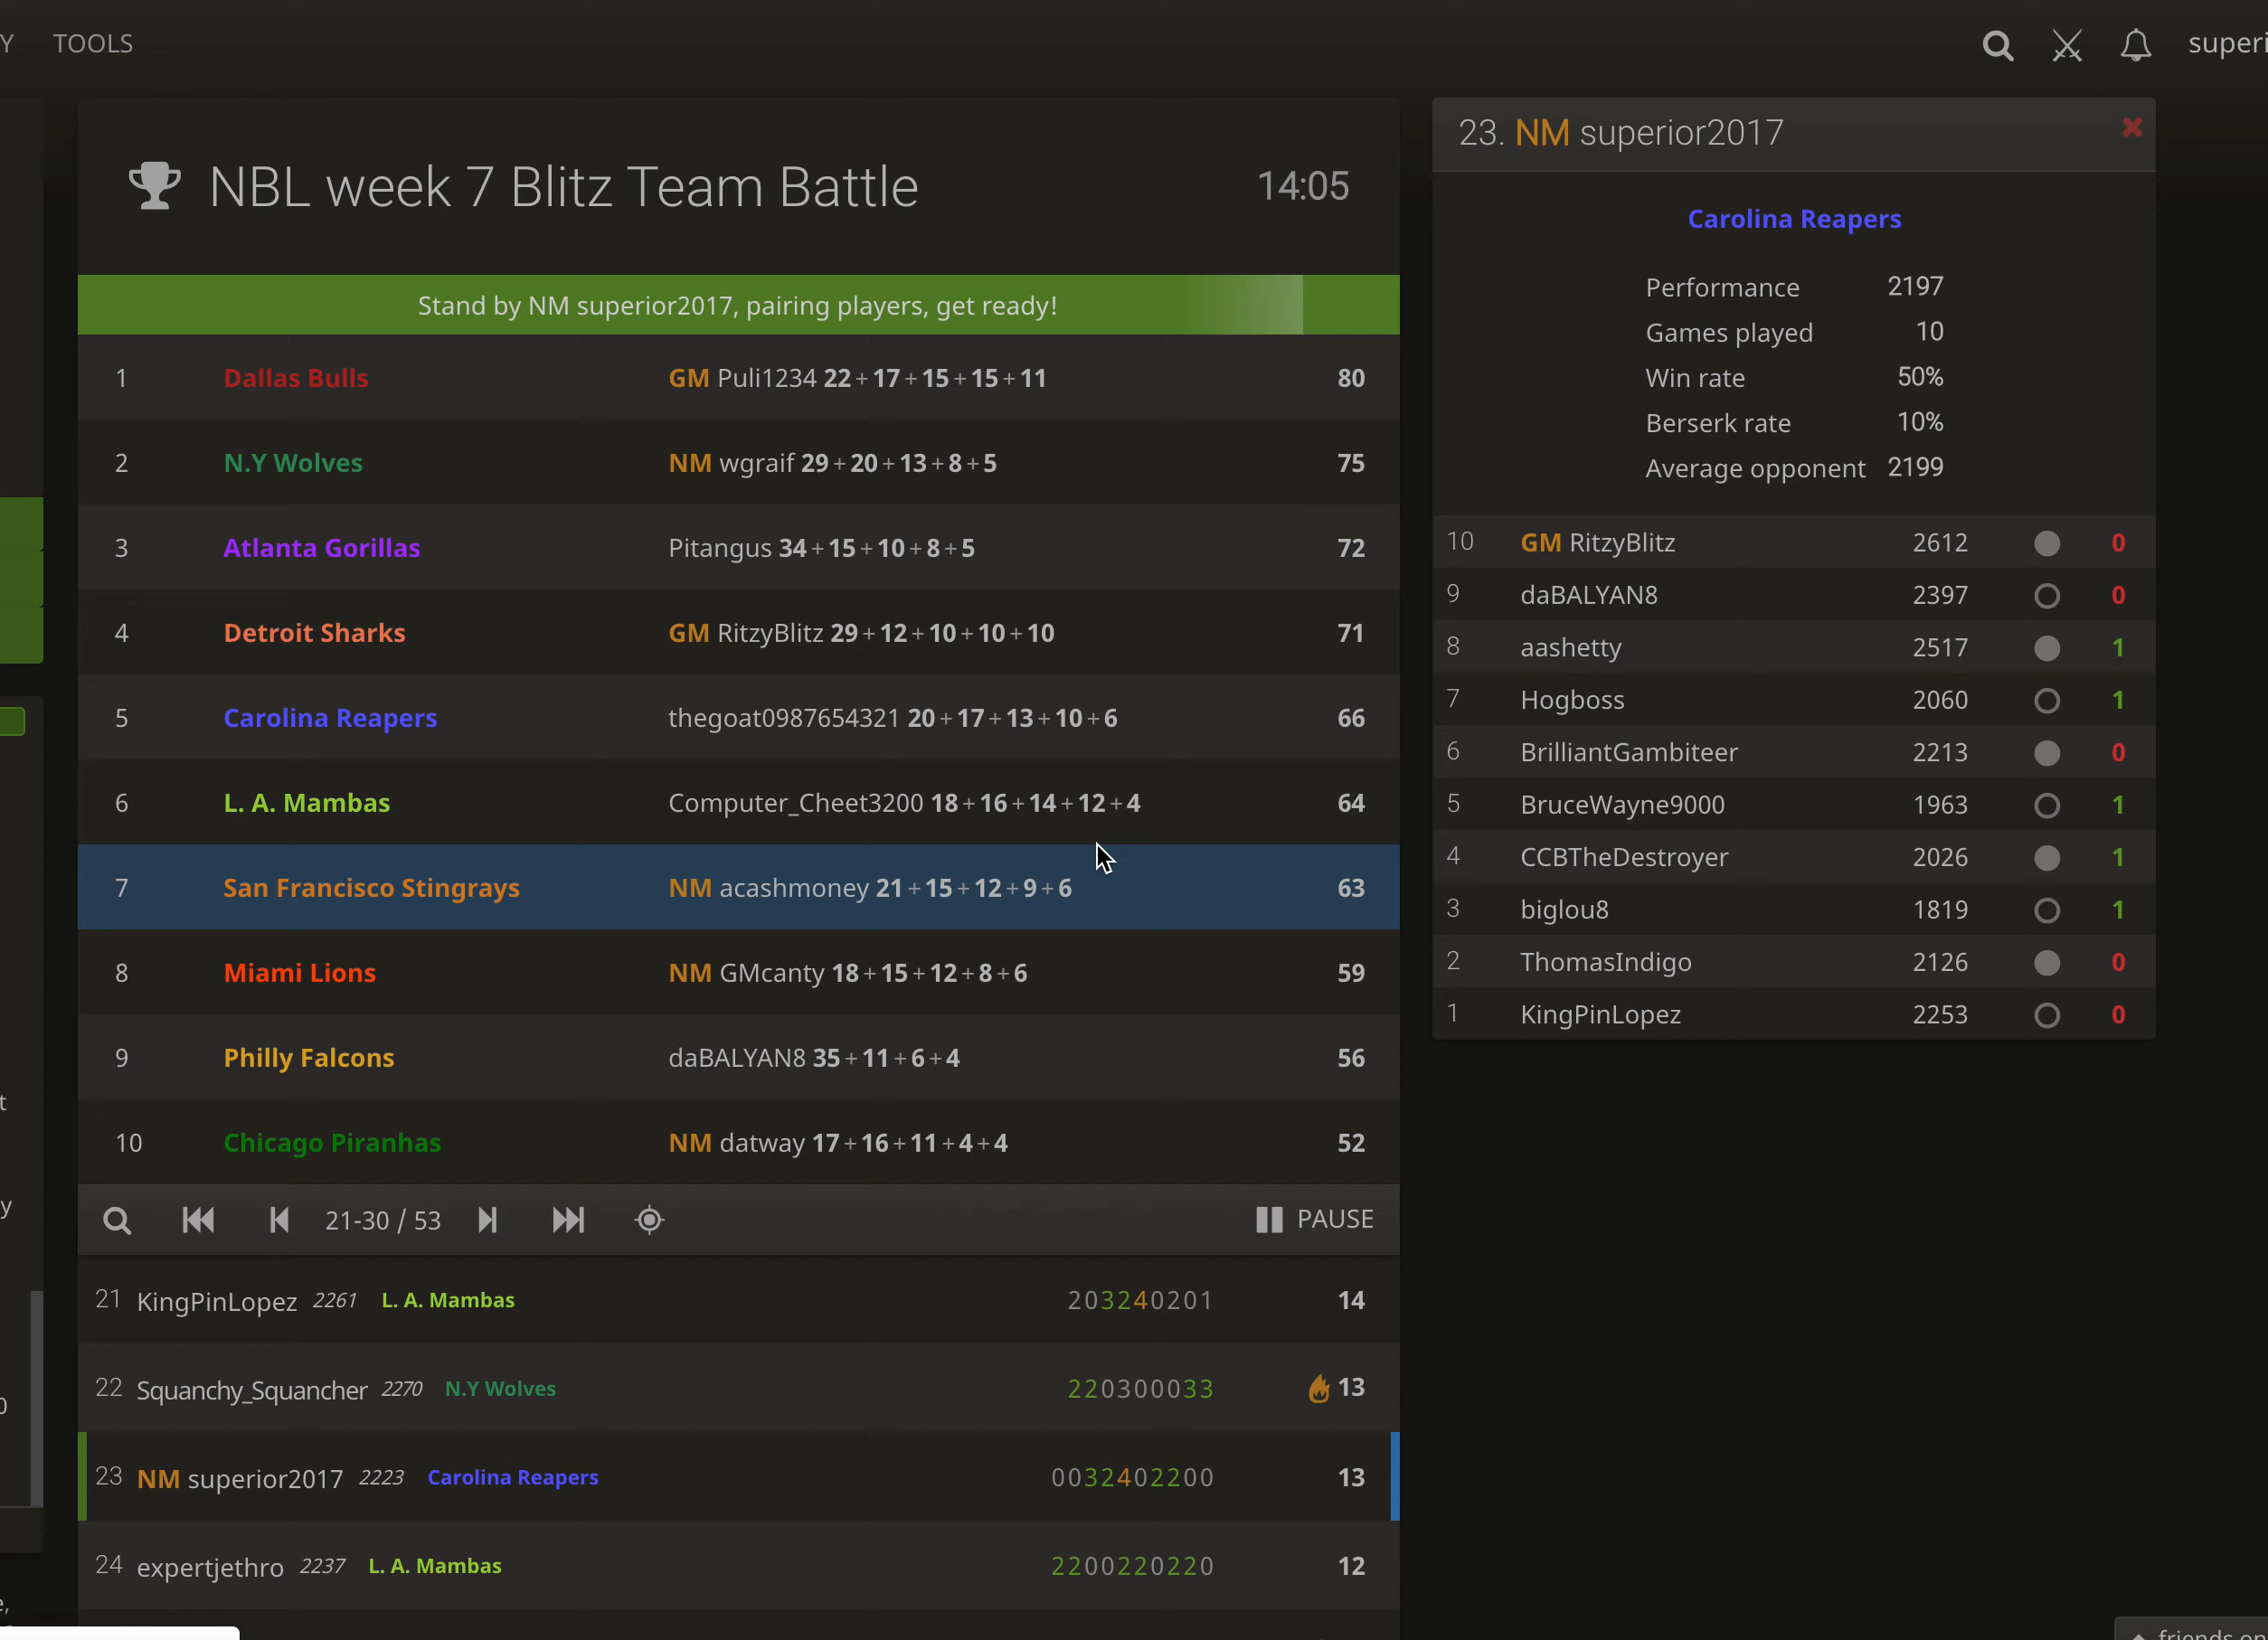 Y TOOLS
superi
NBL week 7 Blitz Team Battle 14:05
Stand by NM superior2017, pairing players, get ready!
1 Dallas Bulls GM Puli1234 22+17+15+15+11 80
2 N.Y Wolves NM wgraif 29+20+13+8+5 75
3 Atlanta Gorillas Pitangus 34+15+10+8+5 72
4 Detroit Sharks GM RitzyBlitz 29+12+10+10+10 71
5 Carolina Reapers thegoat0987654321 20+17+13+10+6 66
6 L. A. Mambas Computer_Cheet3200 18+16+14+12+4 64
7 San Francisco Stingrays NM acashmoney 21+15+12+9+6 63
8 Miami Lions NM GMcanty 18+15+12+8+6 59
9 Philly Falcons daBALYAN8 35+11+6+4 56
10 Chicago Piranhas NM datway 17+16+11+4+4 52
21-30 / 53 PAUSE
21 KingPinLopez 2261 L. A. Mambas 203240201 14
22 Squanchy_Squancher 2270 N.Y Wolves 220300033 13
23 NM superior2017 2223 Carolina Reapers 0032402200 13
24 expertjethro 2237 L. A. Mambas 2200220220 12
23. NM superior2017
Carolina Reapers
Performance 2197
Games played 10
Win rate 50%
Berserk rate 10%
Average opponent 2199
10 GM RitzyBlitz 2612 0
9 daBALYAN8 2397 0
8 aashetty 2517 1
7 Hogboss 2060 1
6 BrilliantGambiteer 2213 0
5 BruceWayne9000 1963 1
4 CCBTheDestroyer 2026 1
3 biglou8 1819 1
2 ThomasIndigo 2126 0
1 KingPinLopez 2253 0
t
y
0
e,
friends on